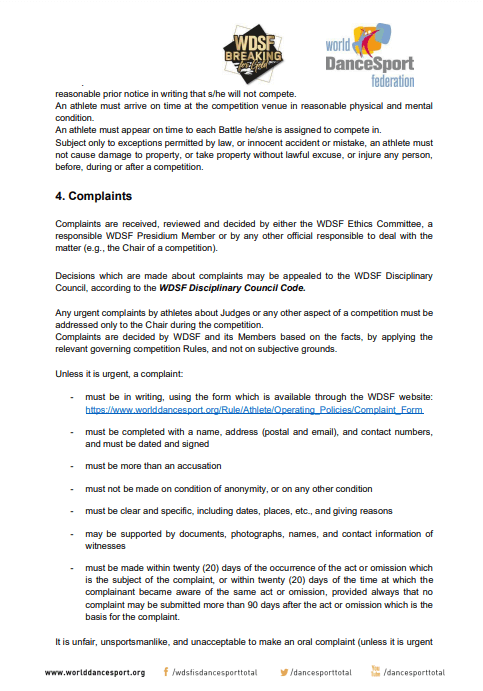 WDSF
BREAKING
for Gold
world
DanceSport
federation
reasonable prior notice in writing that s/he will not compete.
An athlete must arrive on time at the competition venue in reasonable physical and mental
condition.
An athlete must appear on time to each Battle he/she is assigned to compete in.
Subject only to exceptions permitted by law, or innocent accident or mistake, an athlete must
not cause damage to property, or take property without lawful excuse, or injure any person,
before, during or after a competition.
4. Complaints
Complaints are received, reviewed and decided by either the WDSF Ethics Committee, a
responsible WDSF Presidium Member or by any other official responsible to deal with the
matter (e.g., the Chair of a competition).
Decisions which are made about complaints may be appealed to the WDSF Disciplinary
Council, according to the WDSF Disciplinary Council Code.
Any urgent complaints by athletes about Judges or any other aspect of a competition must be
addressed only to the Chair during the competition.
Complaints are decided by WDSF and its Members based on the facts, by applying the
relevant governing competition Rules, and not on subjective grounds.
Unless it is urgent, a complaint:
- must be in writing, using the form which is available through the WDSF website:
https://www.worlddancesport.org/Rule/Athlete/Operating_Policies/Complaint_Form
- must be completed with a name, address (postal and email), and contact numbers,
and must be dated and signed
- must be more than an accusation
- must not be made on condition of anonymity, or on any other condition
- must be clear and specific, including dates, places, etc., and giving reasons
- may be supported by documents, photographs, names, and contact information of
witnesses
- must be made within twenty (20) days of the occurrence of the act or omission which
is the subject of the complaint, or within twenty (20) days of the time at which the
complainant became aware of the same act or omission, provided always that no
complaint may be submitted more than 90 days after the act or omission which is the
basis for the complaint.
It is unfair, unsportsmanlike, and unacceptable to make an oral complaint (unless it is urgent
www.worlddancesport.org f /wdsfisdancesporttotal /dancesporttotal You Tube /dancesporttotal